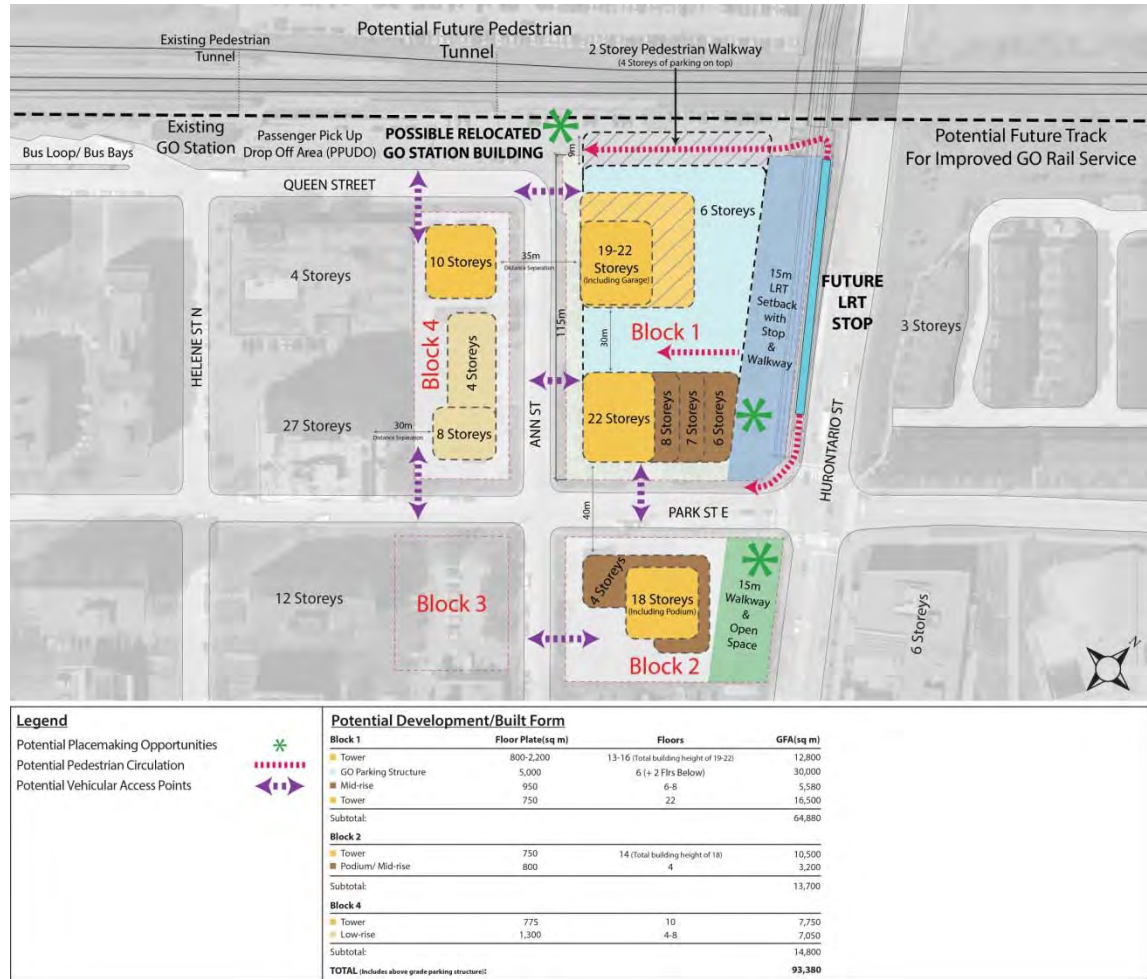 Potential Future Pedestrian
Tunnel
Existing Pedestrian
Tunnel
2 Storey Pedestrian Walkway
(4 Storeys of parking on top)
Existing
GO Station
Passenger Pick Up
Drop Off Area (PPUDO)
POSSIBLE RELOCATED
GO STATION BUILDING
Potential Future Track
For Improved GO Rail Service
Bus Loop/ Bus Bays
QUEEN STREET
9m
6 Storeys
10 Storeys
35m
Distance Separation
19-22
Storeys
(Including Garage)
4 Storeys
115m
15m
LRT
Setback
with
Stop
&
Walkway
FUTURE
LRT
STOP
3 Storeys
HELENE ST N
Block 4
4 Storeys
30m
Block 1
ANN ST
27 Storeys
30m
Distance Separation
8 Storeys
22 Storeys
8 Storeys
7 Storeys
6 Storeys
HURONTARIO ST
PARK ST E
40m
12 Storeys
Block 3
4 Storeys
18 Storeys
(Including Podium)
15m
Walkway
&
Open
Space
6 Storeys
Block 2
N
Legend
Potential Placemaking Opportunities
Potential Pedestrian Circulation
Potential Vehicular Access Points
Potential Development/Built Form
Block 1 Floor Plate(sq m) Floors GFA(sq m)
Tower 800-2,200 13-16 (Total building height of 19-22) 12,800
GO Parking Structure 5,000 6 (+ 2 Flrs Below) 30,000
Mid-rise 950 6-8 5,580
Tower 750 22 16,500
Subtotal: 64,880
Block 2
Tower 750 14 (Total building height of 18) 10,500
Podium/ Mid-rise 800 4 3,200
Subtotal: 13,700
Block 4
Tower 775 10 7,750
Low-rise 1,300 4-8 7,050
Subtotal: 14,800
TOTAL (Includes above grade parking structure): 93,380